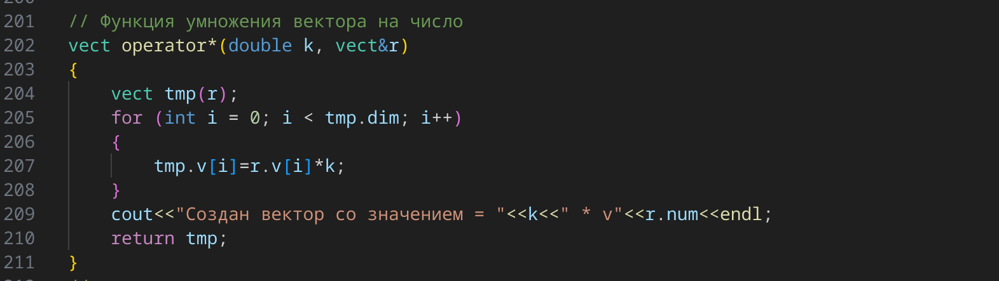 201 // Функция умножения вектора на число
202 vect operator*(double k, vect&r)
203 {
204 vect tmp(r);
205 for (int i = 0; i < tmp.dim; i++)
206 {
207 tmp.v[i]=r.v[i]*k;
208 }
209 cout<<"Создан вектор со значением = "<<k<<" * v"<<r.num<<endl;
210 return tmp;
211 }